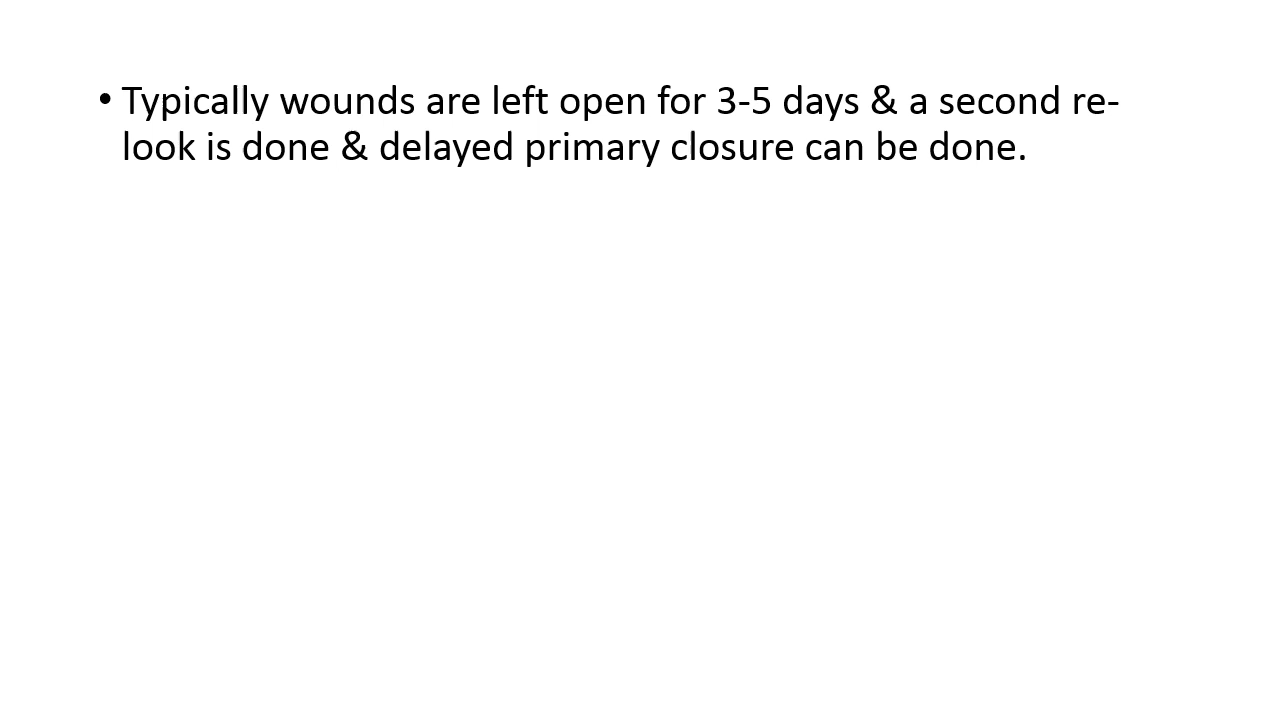 • Typically wounds are left open for 3-5 days & a second re-
look is done & delayed primary closure can be done.